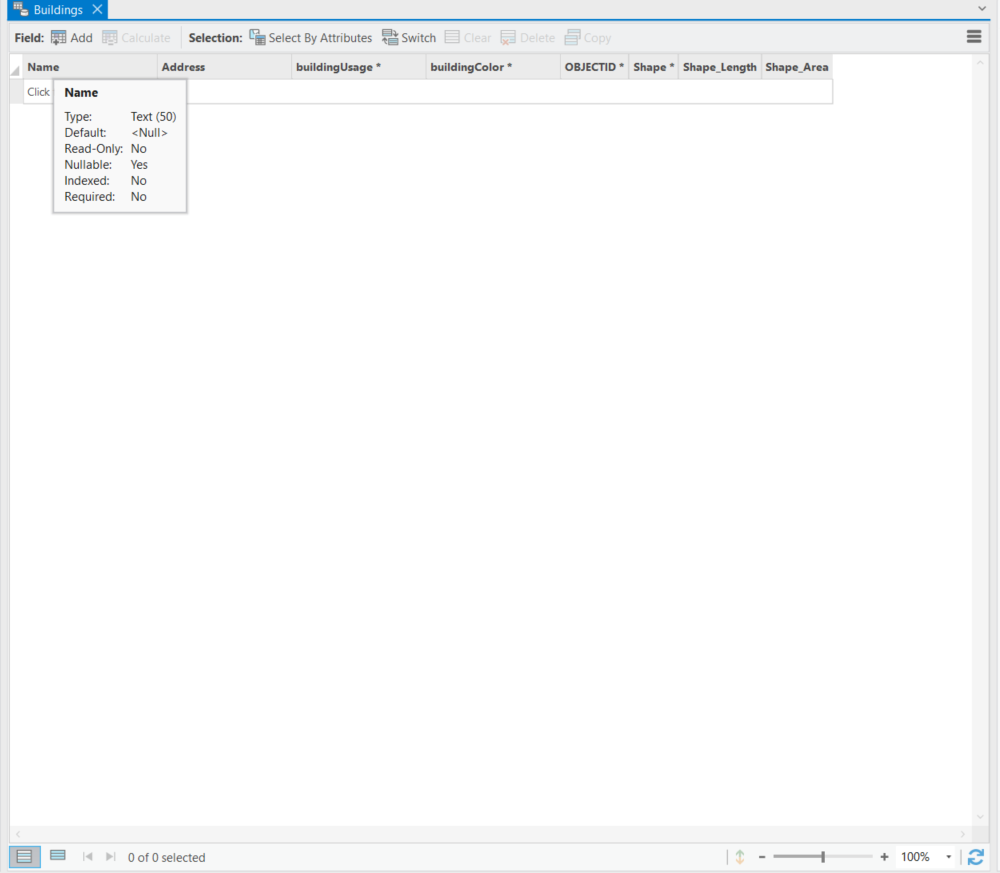 Buildings
Field: Add Calculate Selection: Select By Attributes Switch Clear Delete Copy
Name Address buildingUsage * buildingColor * OBJECTID * Shape * Shape_Length Shape_Area
Click
Name
Type: Text (50)
Default: <Null>
Read-Only: No
Nullable: Yes
Indexed: No
Required: No
0 of 0 selected
100%